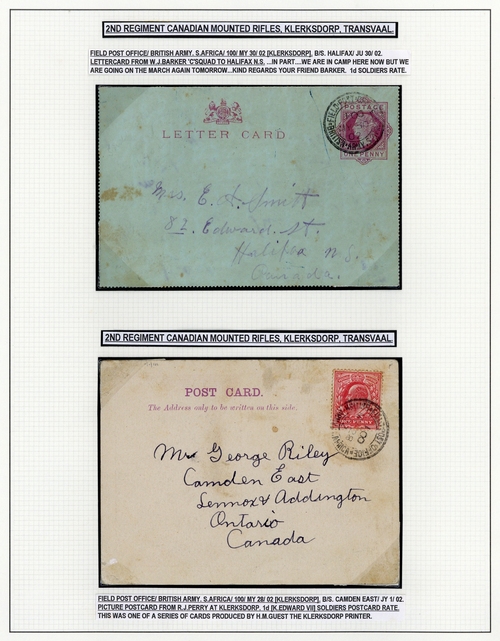 2ND REGIMENT CANADIAN MOUNTED RIFLES, KLERKSDORP, TRANSVAAL.
FIELD POST OFFICE/ BRITISH ARMY. S.AFRICA/ 100/ MY 30/ 02 [KLERKSDORP], B/S. HALIFAX/ JU 30/ 02.
LETTERCARD FROM W.J.BARKER 'C'SQUAD TO HALIFAX N.S. ...IN PART....WE ARE IN CAMP HERE NOW BUT WE
ARE GOING ON THE MARCH AGAIN TOMORROW...KIND REGARDS YOUR FRIEND BARKER. 1d SOLDIERS RATE.
POSTAGE
LETTER CARD.
ONE PENNY
Mrs. E. A. Smith
82. Edward. St.
Halifax N.S.
Canada.
2ND REGIMENT CANADIAN MOUNTED RIFLES, KLERKSDORP, TRANSVAAL.
POST CARD.
The Address only to be written on this side.
Mr George Riley
Camden East
Lennox & Addington
Ontario
Canada
FIELD POST OFFICE/ BRITISH ARMY. S.AFRICA/ 100/ MY 28/ 02 [KLERKSDORP], B/S. CAMDEN EAST/ JY 1/ 02.
PICTURE POSTCARD FROM R.J.PERRY AT KLERKSDORP. 1d [K.EDWARD VII] SOLDIERS POSTCARD RATE.
THIS WAS ONE OF A SERIES OF CARDS PRODUCED BY H.M.GUEST THE KLERKSDORP PRINTER.